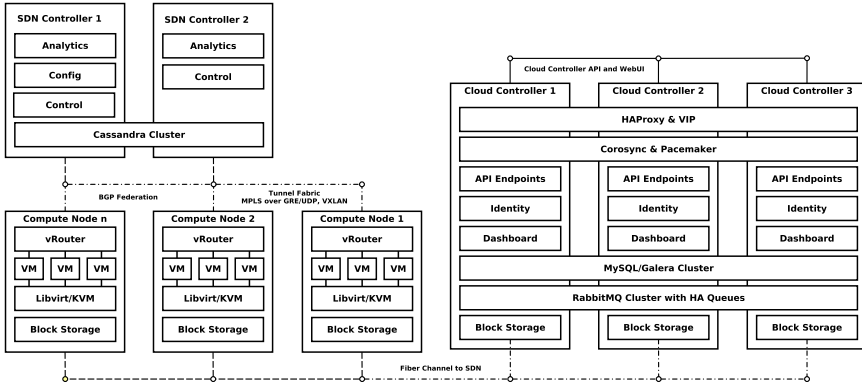 SDN Controller 1
Analytics
Config
Control
SDN Controller 2
Analytics
Control
Cassandra Cluster
BGP Federation
Tunnel Fabric
MPLS over GRE/UDP, VXLAN
Compute Node n
vRouter
VM VM VM
Libvirt/KVM
Block Storage
Compute Node 2
vRouter
VM VM VM
Libvirt/KVM
Block Storage
Compute Node 1
vRouter
VM VM VM
Libvirt/KVM
Block Storage
Cloud Controller API and WebUI
Cloud Controller 1 Cloud Controller 2 Cloud Controller 3
HAProxy & VIP
Corosync & Pacemaker
API Endpoints API Endpoints API Endpoints
Identity Identity Identity
Dashboard Dashboard Dashboard
MySQL/Galera Cluster
RabbitMQ Cluster with HA Queues
Block Storage Block Storage Block Storage
Fiber Channel to SDN